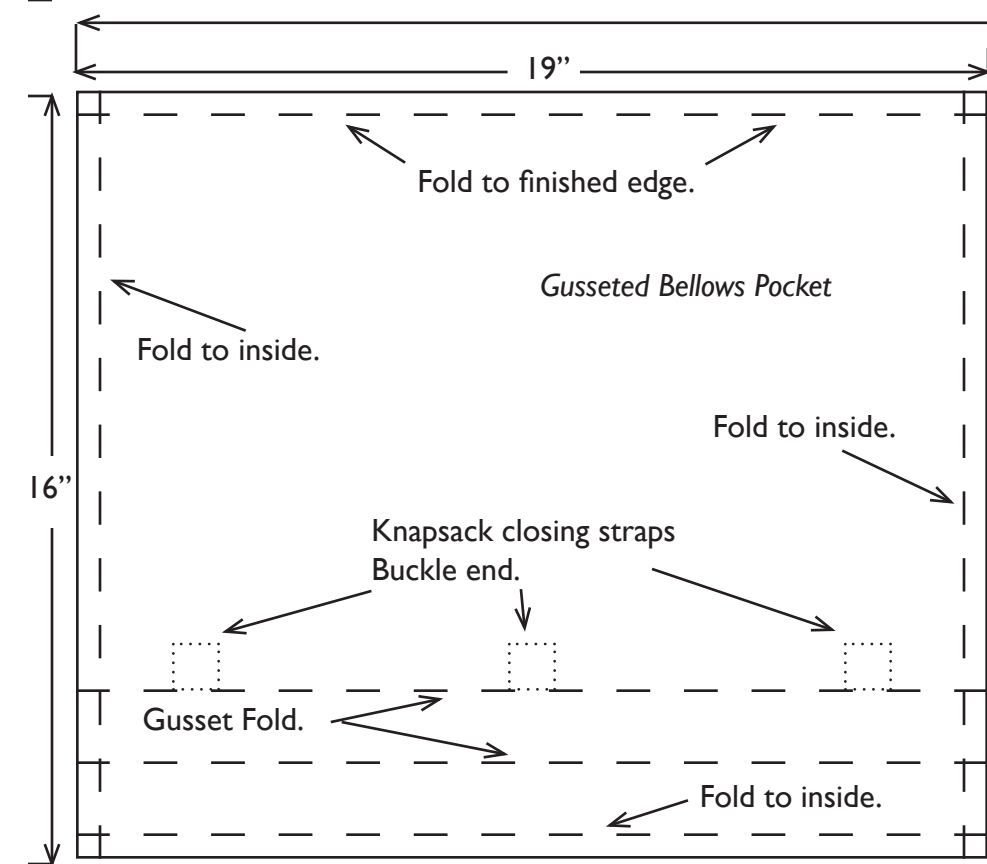 19”
Fold to finished edge.
Gusseted Bellows Pocket
Fold to inside.
Fold to inside.
16”
Knapsack closing straps
Buckle end.
Gusset Fold.
Fold to inside.